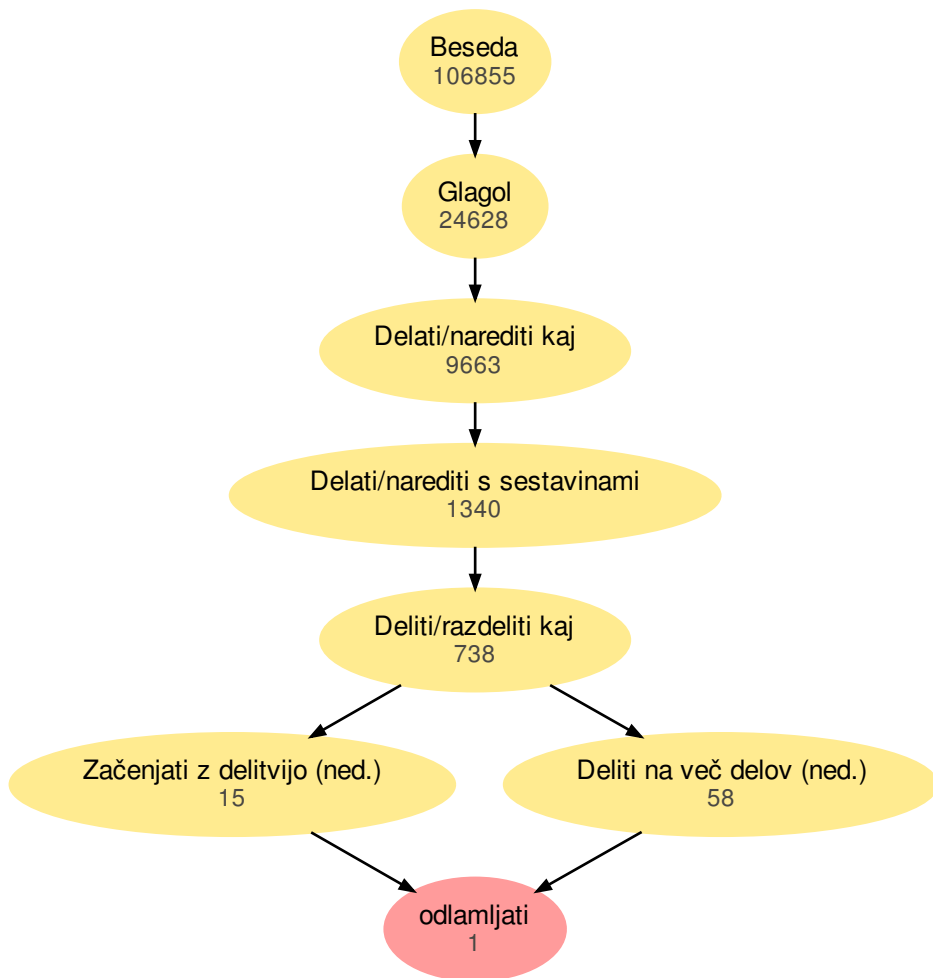 Beseda
106855
Glagol
24628
Delati/narediti kaj
9663
Delati/narediti s sestavinami
1340
Deliti/razdeliti kaj
738
Začenjati z delitvijo (ned.)
15
Deliti na več delov (ned.)
58
odlamljati
1